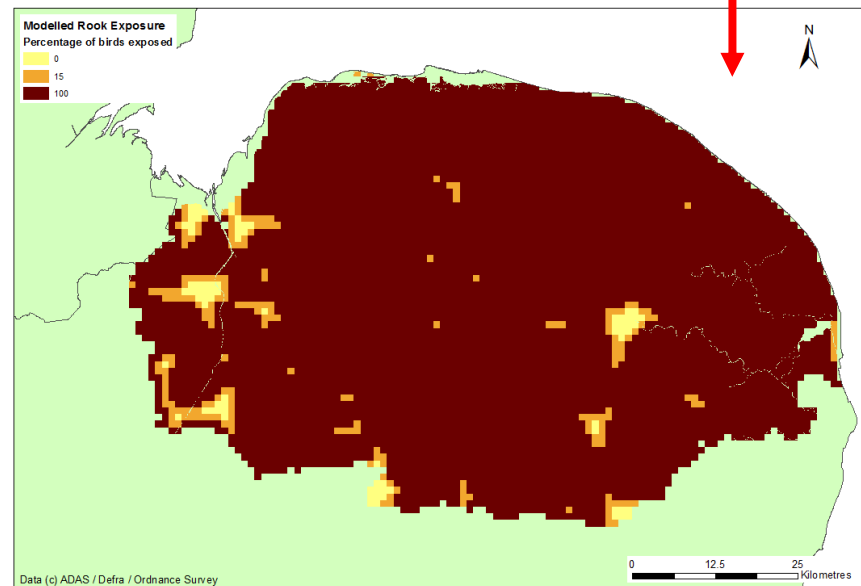 Modelled Rook Exposure
Percentage of birds exposed
0
15
100
N
0 12.5 25
Kilometres
Data (c) ADAS / Defra / Ordnance Survey